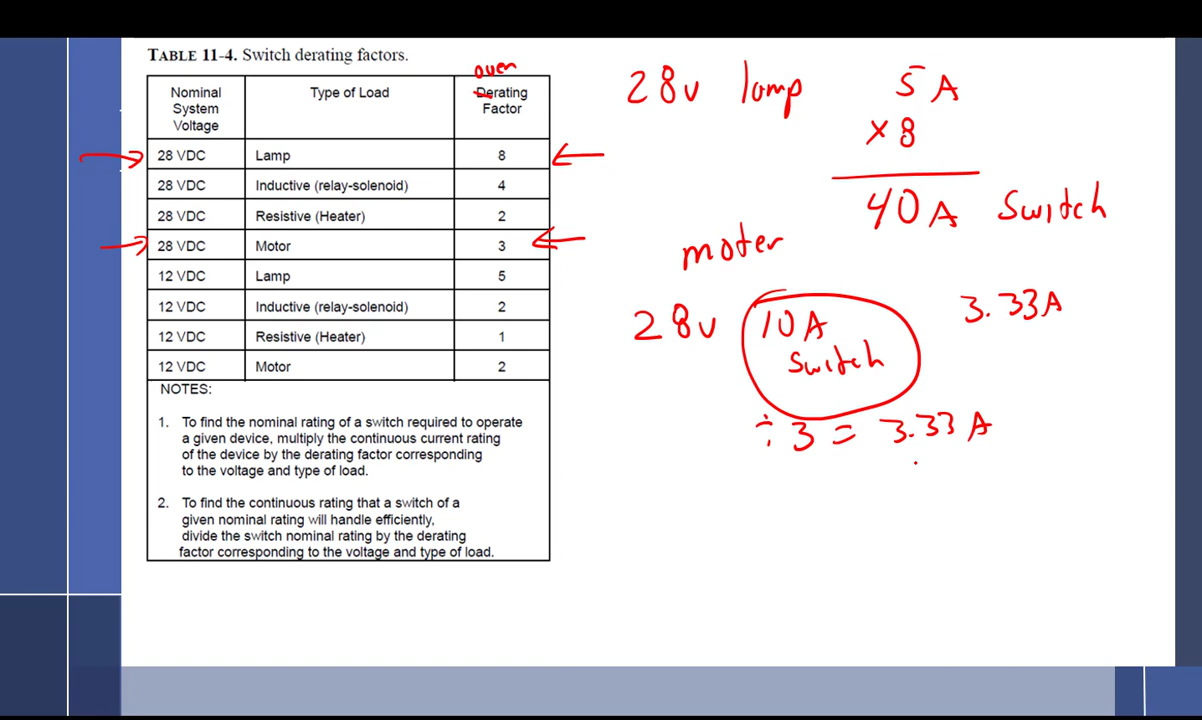 TABLE 11-4. Switch derating factors.
over
Nominal System Voltage Type of Load Derating Factor
28 VDC Lamp 8
28 VDC Inductive (relay-solenoid) 4
28 VDC Resistive (Heater) 2
28 VDC Motor 3
12 VDC Lamp 5
12 VDC Inductive (relay-solenoid) 2
12 VDC Resistive (Heater) 1
12 VDC Motor 2
NOTES:
1. To find the nominal rating of a switch required to operate
a given device, multiply the continuous current rating
of the device by the derating factor corresponding
to the voltage and type of load.
2. To find the continuous rating that a switch of a
given nominal rating will handle efficiently,
divide the switch nominal rating by the derating
factor corresponding to the voltage and type of load.
28v lamp 5A
x 8
40A Switch
moter
28v 10A 3.33A
Switch
÷ 3 = 3.33A